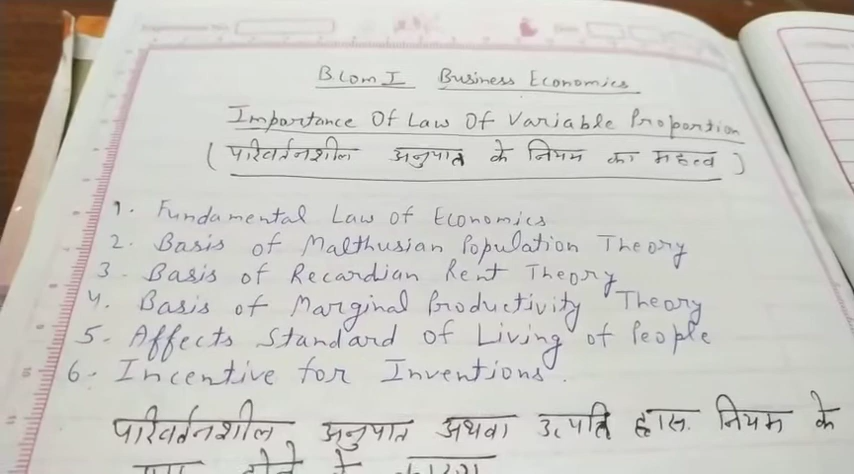 B Com I Business Economics
Importance Of Law Of Variable Proportion
(परिवर्तनशील अनुपात के नियम का महत्व)
1. Fundamental Law of Economics
2. Basis of Malthusian Population Theory
3. Basis of Recardian Rent Theory
4. Basis of Marginal Productivity Theory
5. Affects Standard of Living of People
6. Incentive for Inventions.
परिवर्तनशील अनुपात अथवा उत्पत्ति ह्रास नियम के